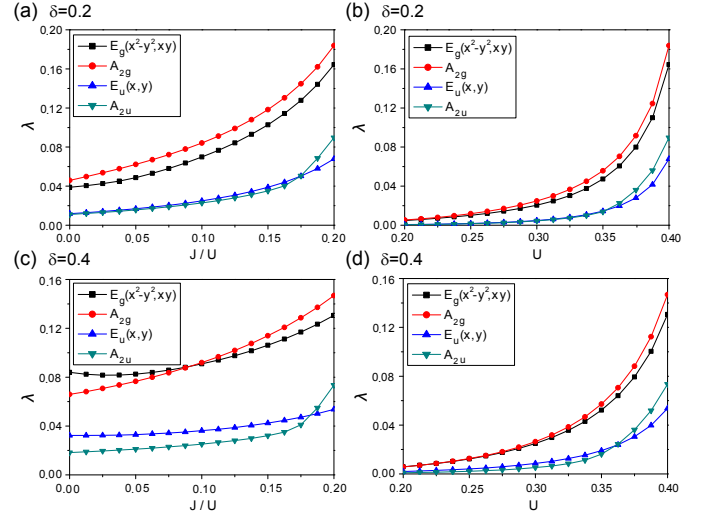 (a) δ=0.2
E_g(x²-y²,xy)
A_2g
E_u(x,y)
A_2u
0.20
0.16
0.12
0.08
0.04
0.00
λ
0.00 0.05 0.10 0.15 0.20
J / U
(b) δ=0.2
E_g(x²-y²,xy)
A_2g
E_u(x,y)
A_2u
0.20
0.16
0.12
0.08
0.04
0.00
λ
0.20 0.25 0.30 0.35 0.40
U
(c) δ=0.4
E_g(x²-y²,xy)
A_2g
E_u(x,y)
A_2u
0.16
0.12
0.08
0.04
0.00
λ
0.00 0.05 0.10 0.15 0.20
J / U
(d) δ=0.4
E_g(x²-y²,xy)
A_2g
E_u(x,y)
A_2u
0.16
0.12
0.08
0.04
0.00
λ
0.20 0.25 0.30 0.35 0.40
U